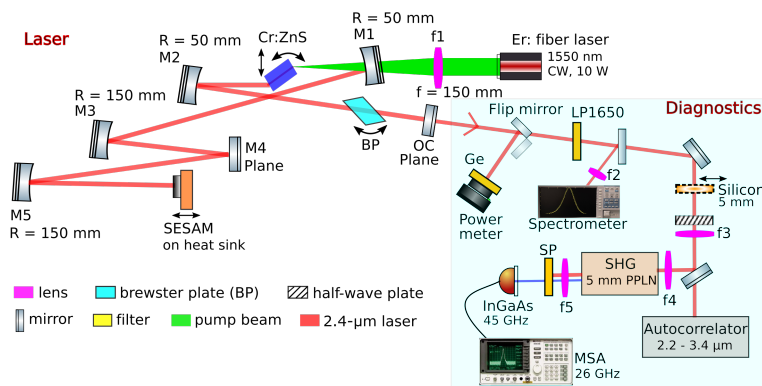 Laser
R = 50 mm
M2
Cr:ZnS
R = 50 mm
M1
f1
Er: fiber laser
1550 nm
CW, 10 W
f = 150 mm
R = 150 mm
M3
BP
OC
Plane
M4
Plane
M5
R = 150 mm
SESAM
on heat sink
Diagnostics
Flip mirror
LP1650
Ge
Power
meter
f2
Spectrometer
Silicon
5 mm
f3
SP
SHG
5 mm PPLN
f4
f5
InGaAs
45 GHz
Autocorrelator
2.2 - 3.4 µm
MSA
26 GHz
lens
brewster plate (BP)
half-wave plate
mirror
filter
pump beam
2.4-µm laser